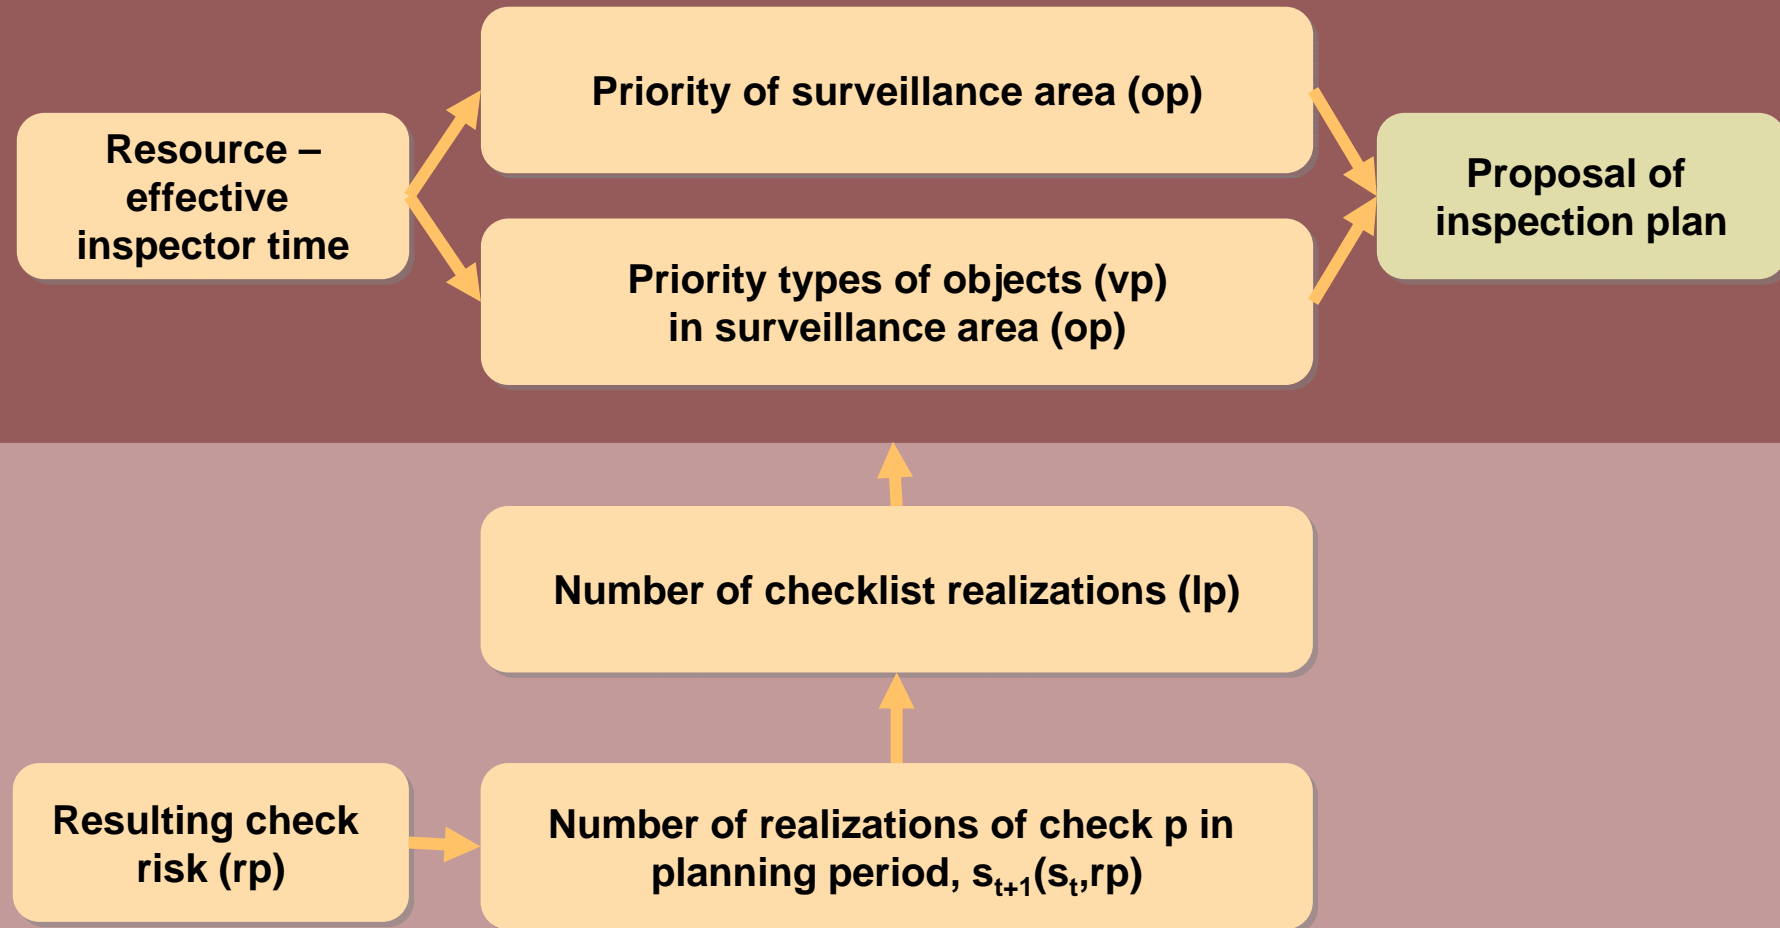 Priority of surveillance area (op)
Resource –
effective
inspector time
Proposal of
inspection plan
Priority types of objects (vp)
in surveillance area (op)
Number of checklist realizations (lp)
Resulting check
risk (rp)
Number of realizations of check p in
planning period, sₜ₊₁(sₜ,rp)